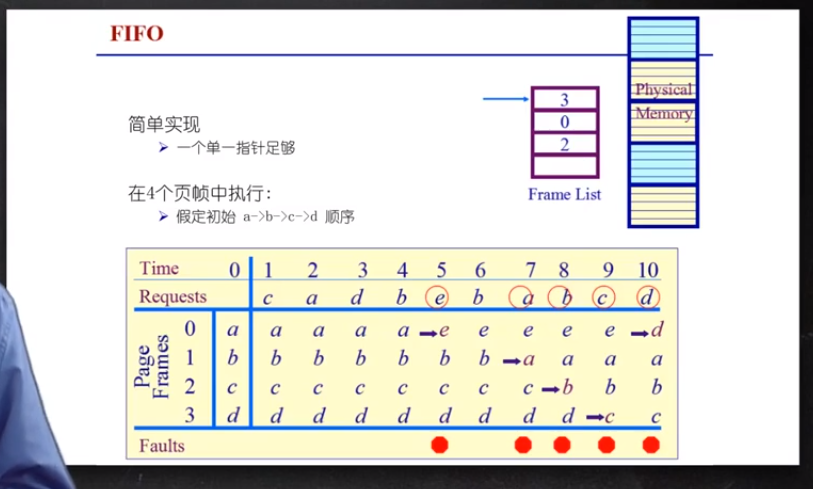 FIFO
简单实现
➤ 一个单一指针足够
在4个页帧中执行:
➤ 假定初始 a->b->c->d 顺序
3
0
2
Frame List
Physical
Memory
Time 0 1 2 3 4 5 6 7 8 9 10
Requests c a d b e b a b c d
Page Frames
0 a a a a a e e e e e d
1 b b b b b b b a a a a
2 c c c c c c c c b b b
3 d d d d d d d d d c c
Faults